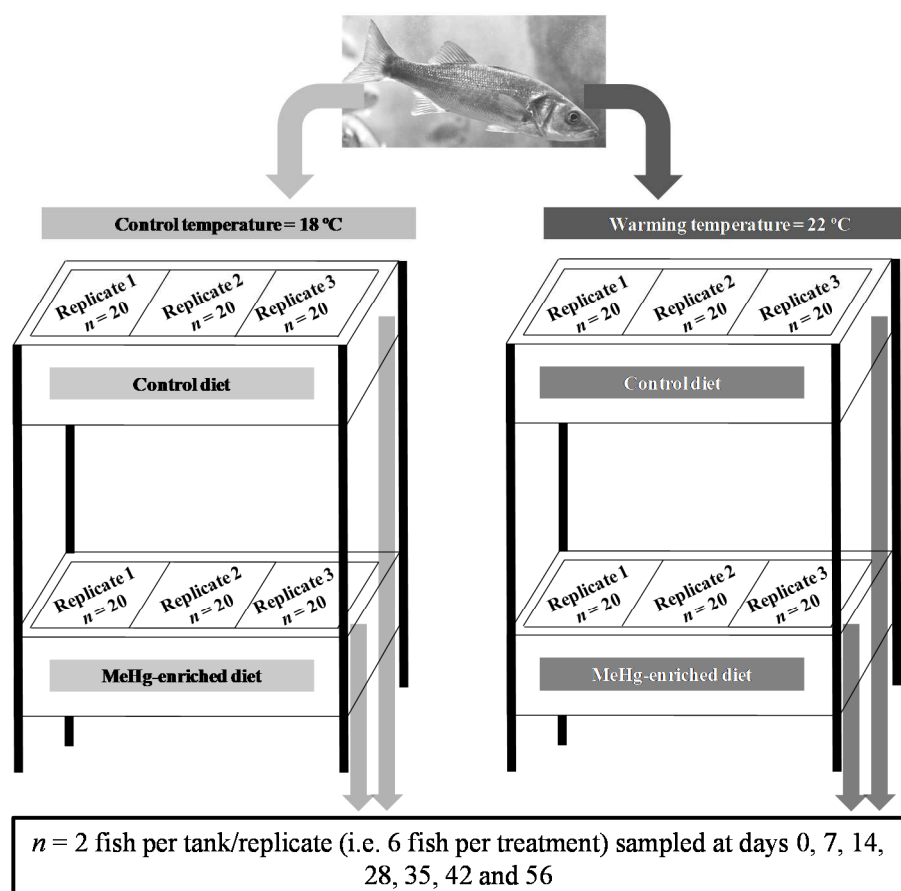 Control temperature = 18 ºC
Warming temperature = 22 ºC
Replicate 1
n = 20
Replicate 2
n = 20
Replicate 3
n = 20
Control diet
Replicate 1
n = 20
Replicate 2
n = 20
Replicate 3
n = 20
Control diet
Replicate 1
n = 20
Replicate 2
n = 20
Replicate 3
n = 20
MeHg-enriched diet
Replicate 1
n = 20
Replicate 2
n = 20
Replicate 3
n = 20
MeHg-enriched diet
n = 2 fish per tank/replicate (i.e. 6 fish per treatment) sampled at days 0, 7, 14,
28, 35, 42 and 56